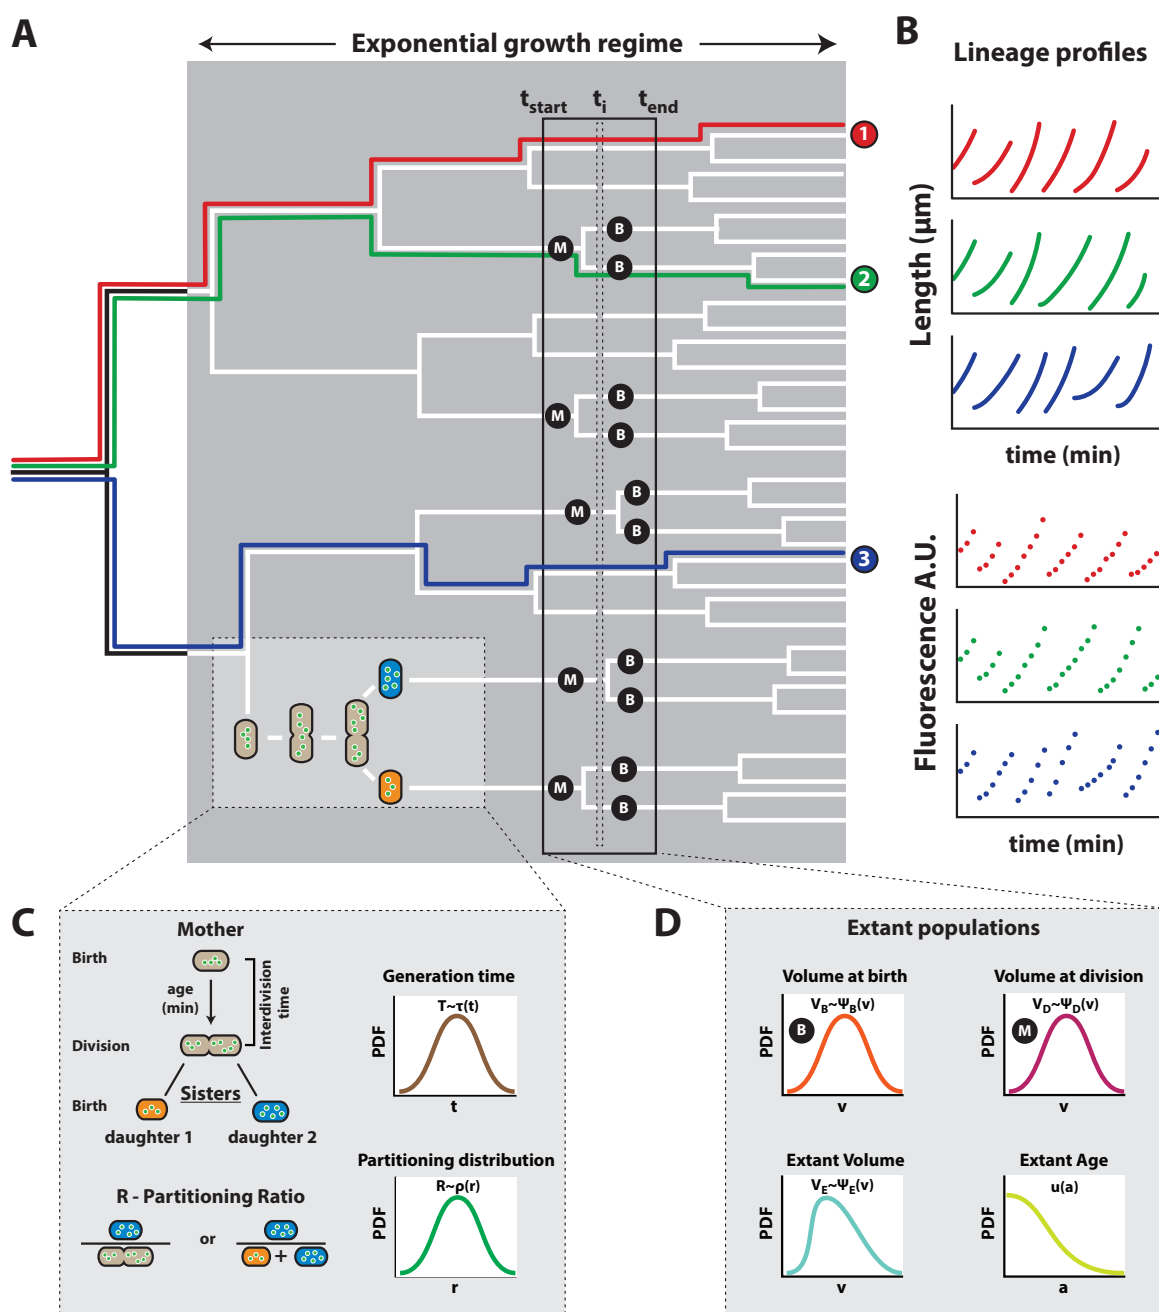 A
Exponential growth regime
t_start
t_i
t_end
1
M
B
B
2
M
B
B
M
B
B
3
M
B
B
M
B
B
B
Lineage profiles
Length (μm)
time (min)
Fluorescence A.U.
time (min)
C
Mother
Birth
age
(min)
Interdivision
time
Division
Sisters
Birth
daughter 1
daughter 2
R - Partitioning Ratio
or
+
Generation time
T~τ(t)
PDF
t
Partitioning distribution
R~ρ(r)
PDF
r
D
Extant populations
Volume at birth
V_B~Ψ_B(v)
B
PDF
v
Volume at division
V_D~Ψ_D(v)
M
PDF
v
Extant Volume
V_E~Ψ_E(v)
PDF
v
Extant Age
u(a)
PDF
a